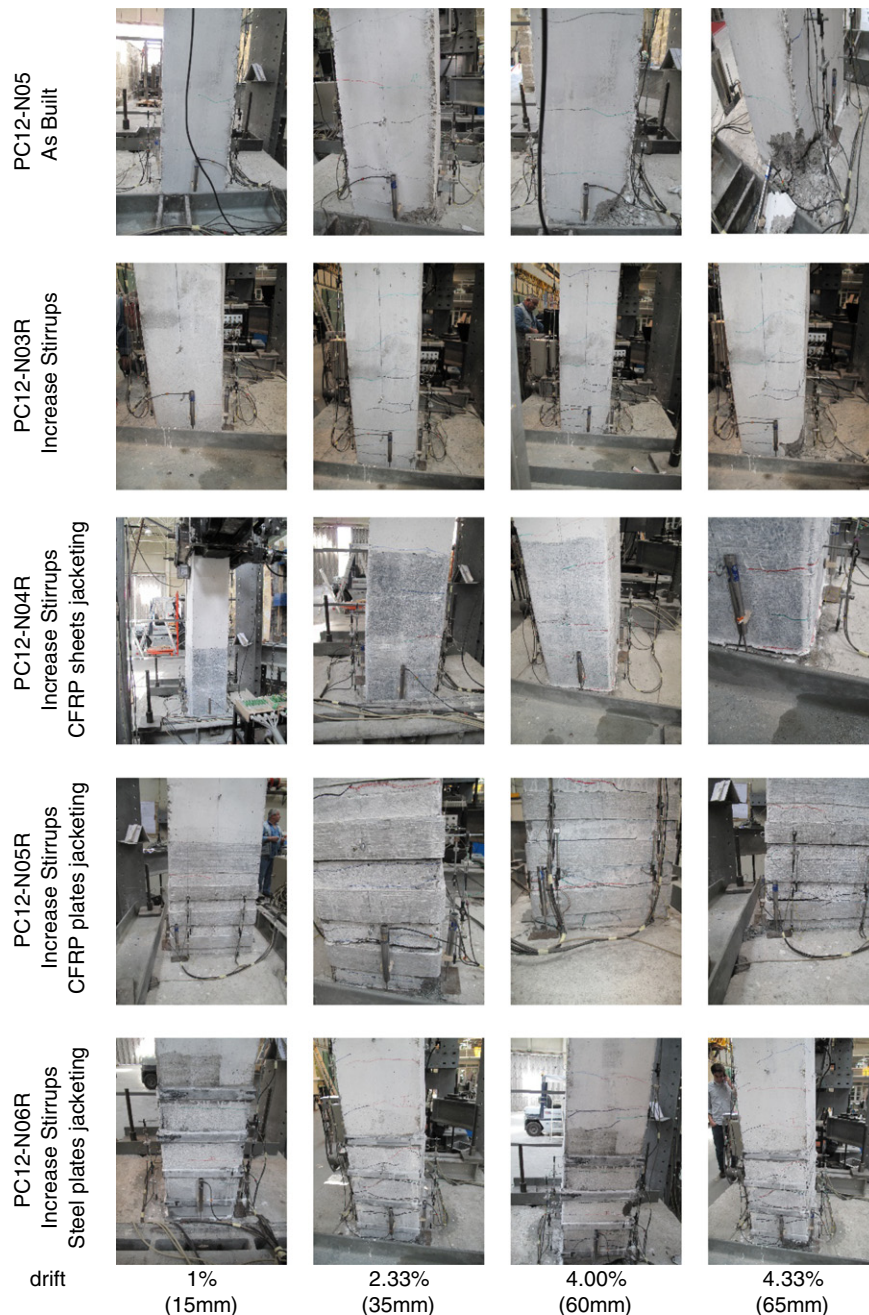 PC12-N05
As Built
PC12-N03R
Increase Stirrups
PC12-N04R
Increase Stirrups
CFRP sheets jacketing
PC12-N05R
Increase Stirrups
CFRP plates jacketing
PC12-N06R
Increase Stirrups
Steel plates jacketing
drift 1% 2.33% 4.00% 4.33%
(15mm) (35mm) (60mm) (65mm)